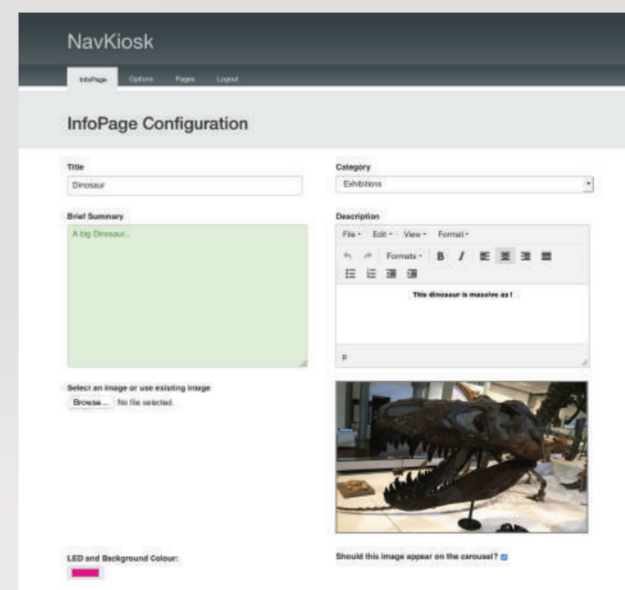 NavKiosk
InfoPage Options Pages Logout
InfoPage Configuration
Title
Dinosaur
Category
Exhibitions
Brief Summary
A big Dinosaur...
Description
File Edit View Format
Formats B I
This dinosaur is massive as !
p
Select an image or use existing image
Browse... No file selected.
LED and Background Colour:
Should this image appear on the carousel?